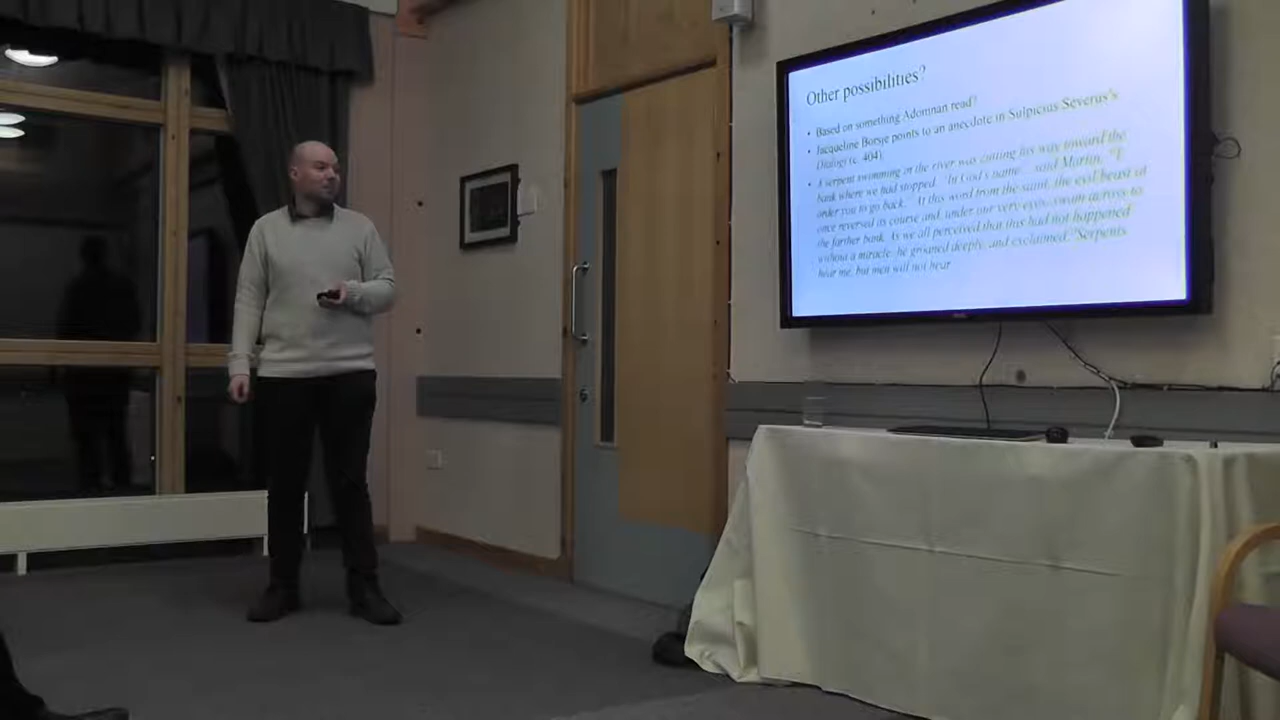 Other possibilities?
• Based on something Adomnan read?
• Jacqueline Borsje points to an anecdote in Sulpicius Severus's
Dialogi (c. 404).
• A serpent swimming in the river was cutting his way toward the
bank where we had stopped. 'In God's name', said Martin, "I
order you to go back." At this word from the saint, the evil beast at
once reversed its course and, under our very eyes, swam across to
the farther bank. As we all perceived that this had not happened
without a miracle, he groaned deeply, and exclaimed, 'Serpents
hear me, but men will not hear